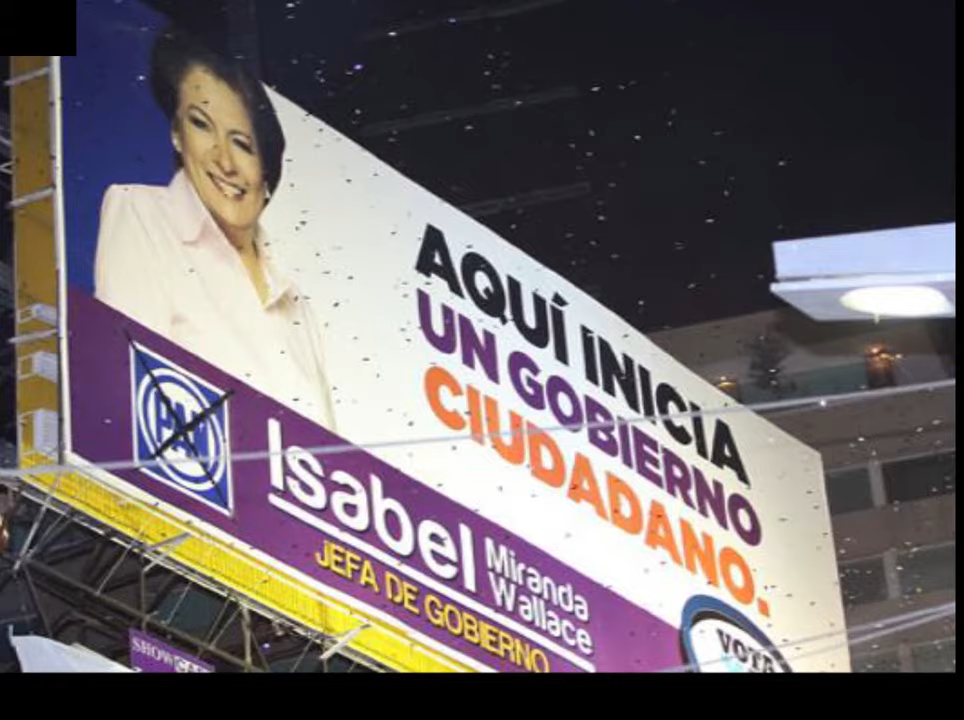 AQUÍ INICIA
UN GOBIERNO
CIUDADANO.
PAN
Isabel
Miranda
Wallace
JEFA DE GOBIERNO
VOTA